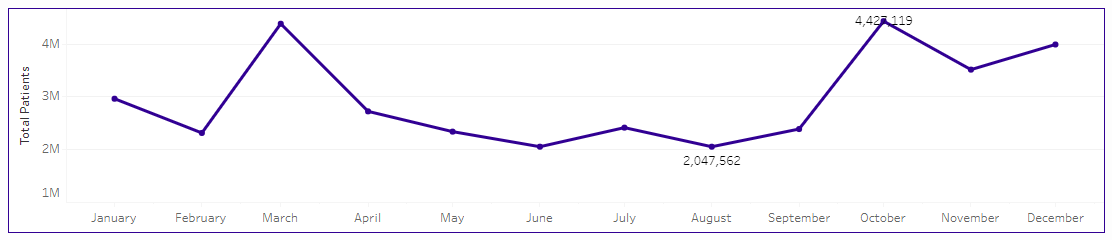 4,427,119
4M
3M
2M
1M
Total Patients
2,047,562
January February March April May June July August September October November December